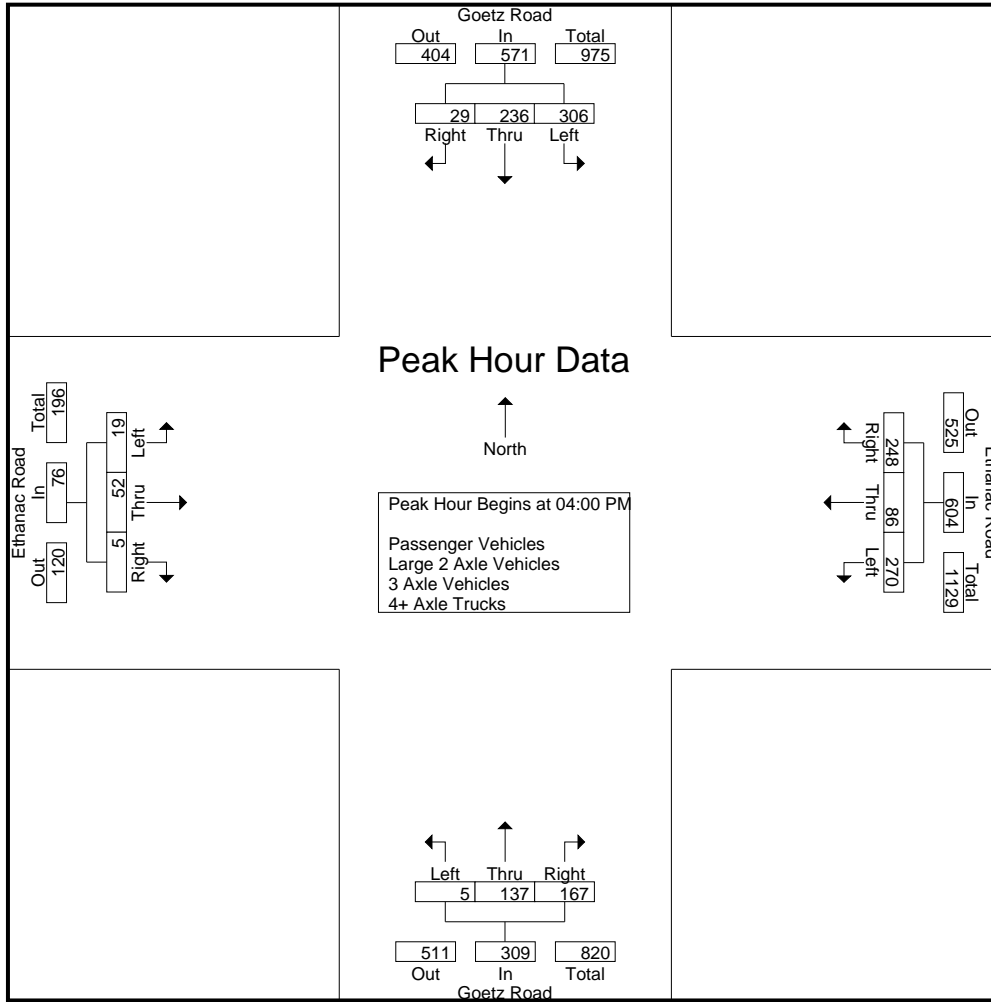 Goetz Road
Out In Total
404 571 975
29 236 306
Right Thru Left
Peak Hour Data
North
Peak Hour Begins at 04:00 PM
Passenger Vehicles
Large 2 Axle Vehicles
3 Axle Vehicles
4+ Axle Trucks
Ethanac Road
Out In Total
120 76 196
5 52 19
Right Thru Left
Ethanac Road
Out In Total
525 604 1129
248 86 270
Right Thru Left
Left Thru Right
5 137 167
511 309 820
Out In Total
Goetz Road